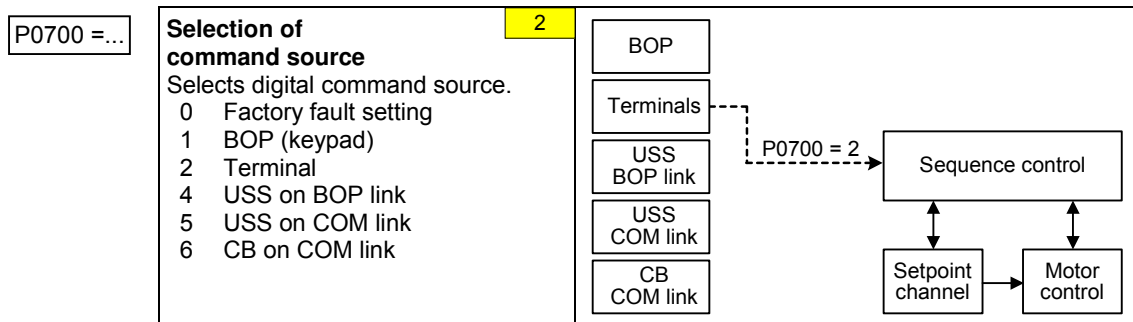 P0700 =...
Selection of
command source
2
Selects digital command source.
0 Factory fault setting
1 BOP (keypad)
2 Terminal
4 USS on BOP link
5 USS on COM link
6 CB on COM link
BOP
Terminals
USS
BOP link
USS
COM link
CB
COM link
P0700 = 2
Sequence control
Setpoint
channel
Motor
control